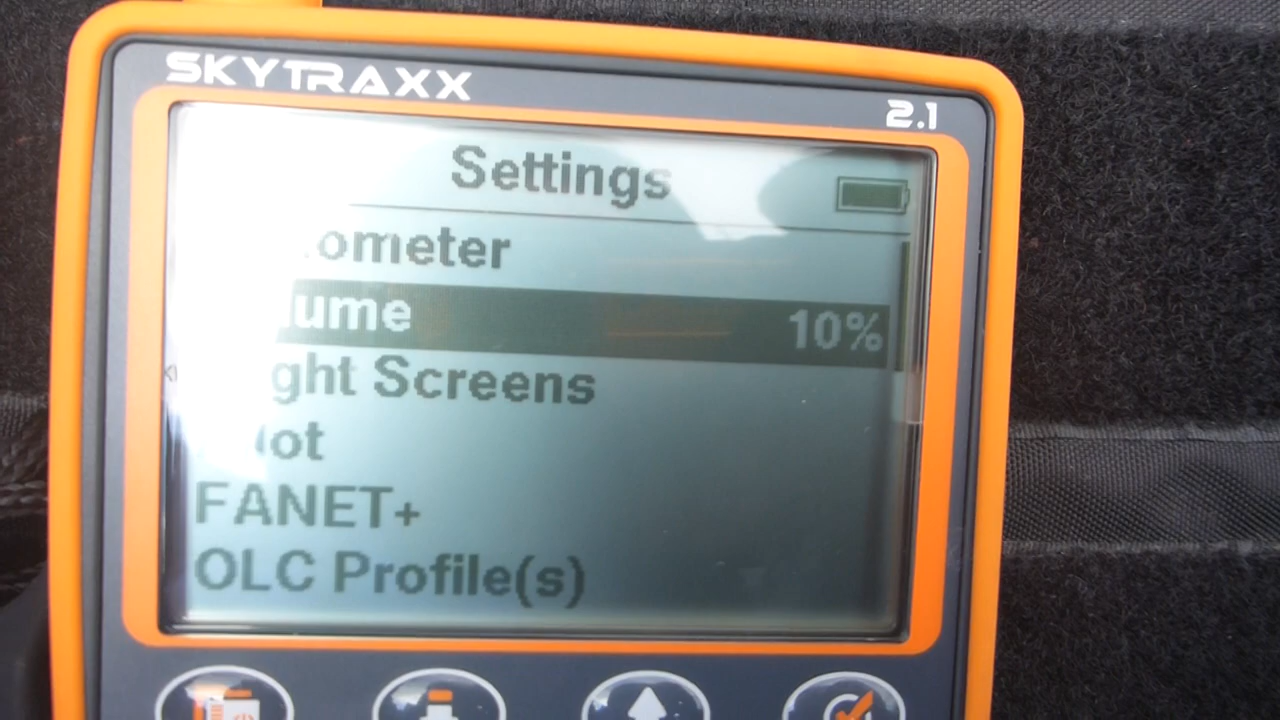 SKYTRAXX
2.1
Settings
ometer
ume 10%
ght Screens
ot
FANET+
OLC Profile(s)